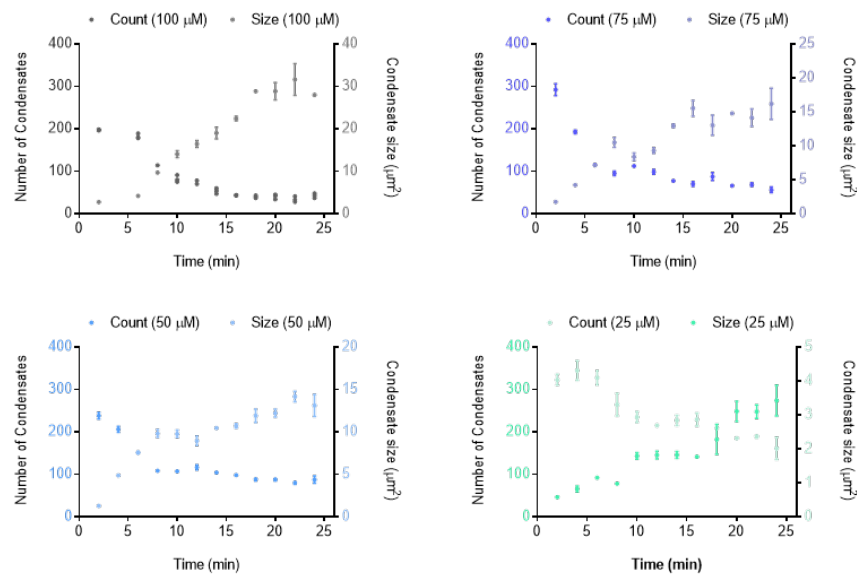 Count (100 μM) Size (100 μM)
400 40
300 30
200 20
100 10
0 0
0 5 10 15 20 25
Number of Condensates
Condensate size (μm²)
Time (min)
Count (75 μM) Size (75 μM)
400 25
300 20
200 15
100 10
0 5
0
0 5 10 15 20 25
Number of Condensates
Condensate size (μm²)
Time (min)
Count (50 μM) Size (50 μM)
400 20
300 15
200 10
100 5
0 0
0 5 10 15 20 25
Number of Condensates
Condensate size (μm²)
Time (min)
Count (25 μM) Size (25 μM)
400 5
300 4
200 3
100 2
0 1
0
0 5 10 15 20 25
Number of Condensates
Condensate size (μm²)
Time (min)